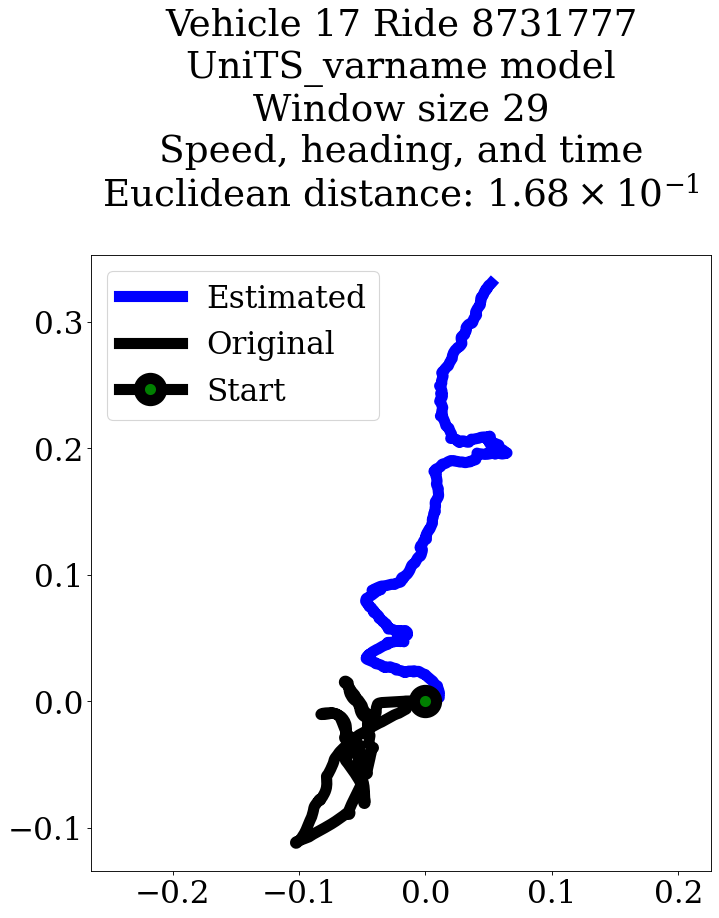 Vehicle 17 Ride 8731777
UniTS_varname model
Window size 29
Speed, heading, and time
Euclidean distance: 1.68 × 10⁻¹
Estimated
Original
Start
0.3
0.2
0.1
0.0
−0.1
−0.2 −0.1 0.0 0.1 0.2